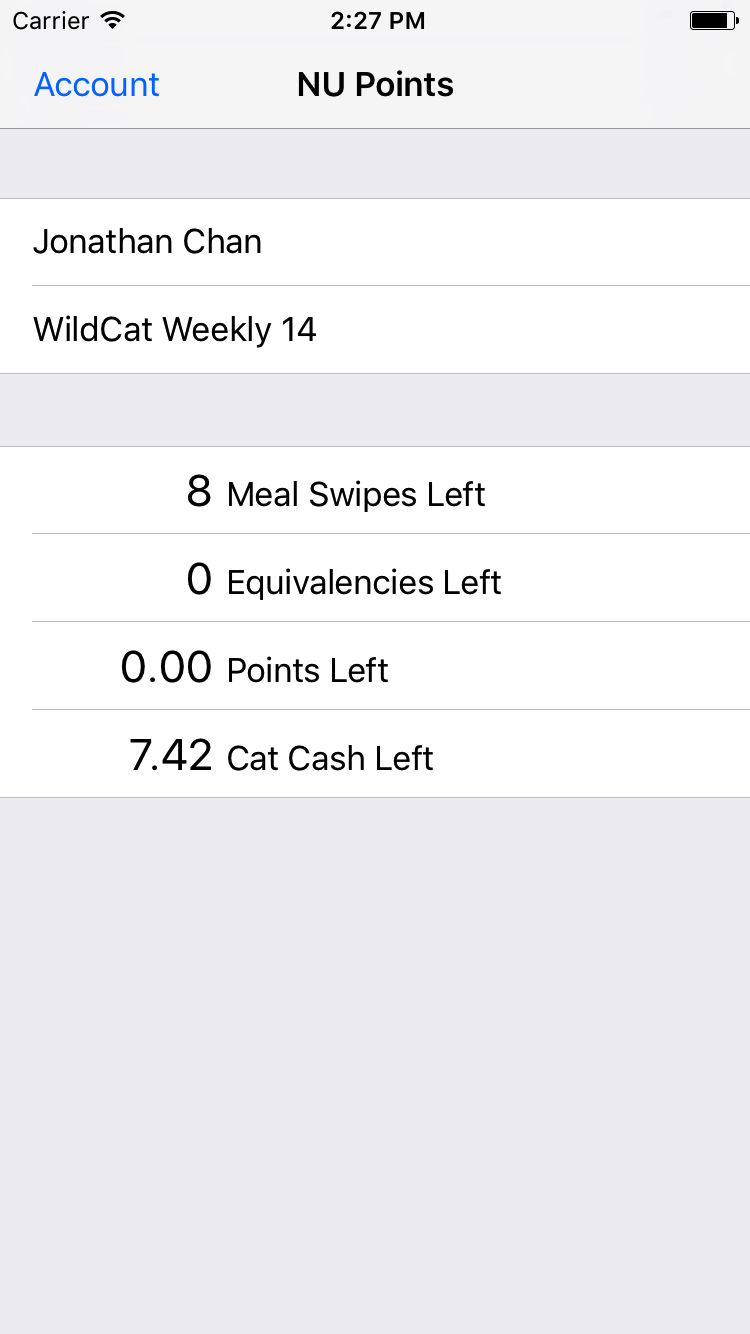 Carrier 2:27 PM
Account NU Points
Jonathan Chan
WildCat Weekly 14
8 Meal Swipes Left
0 Equivalencies Left
0.00 Points Left
7.42 Cat Cash Left